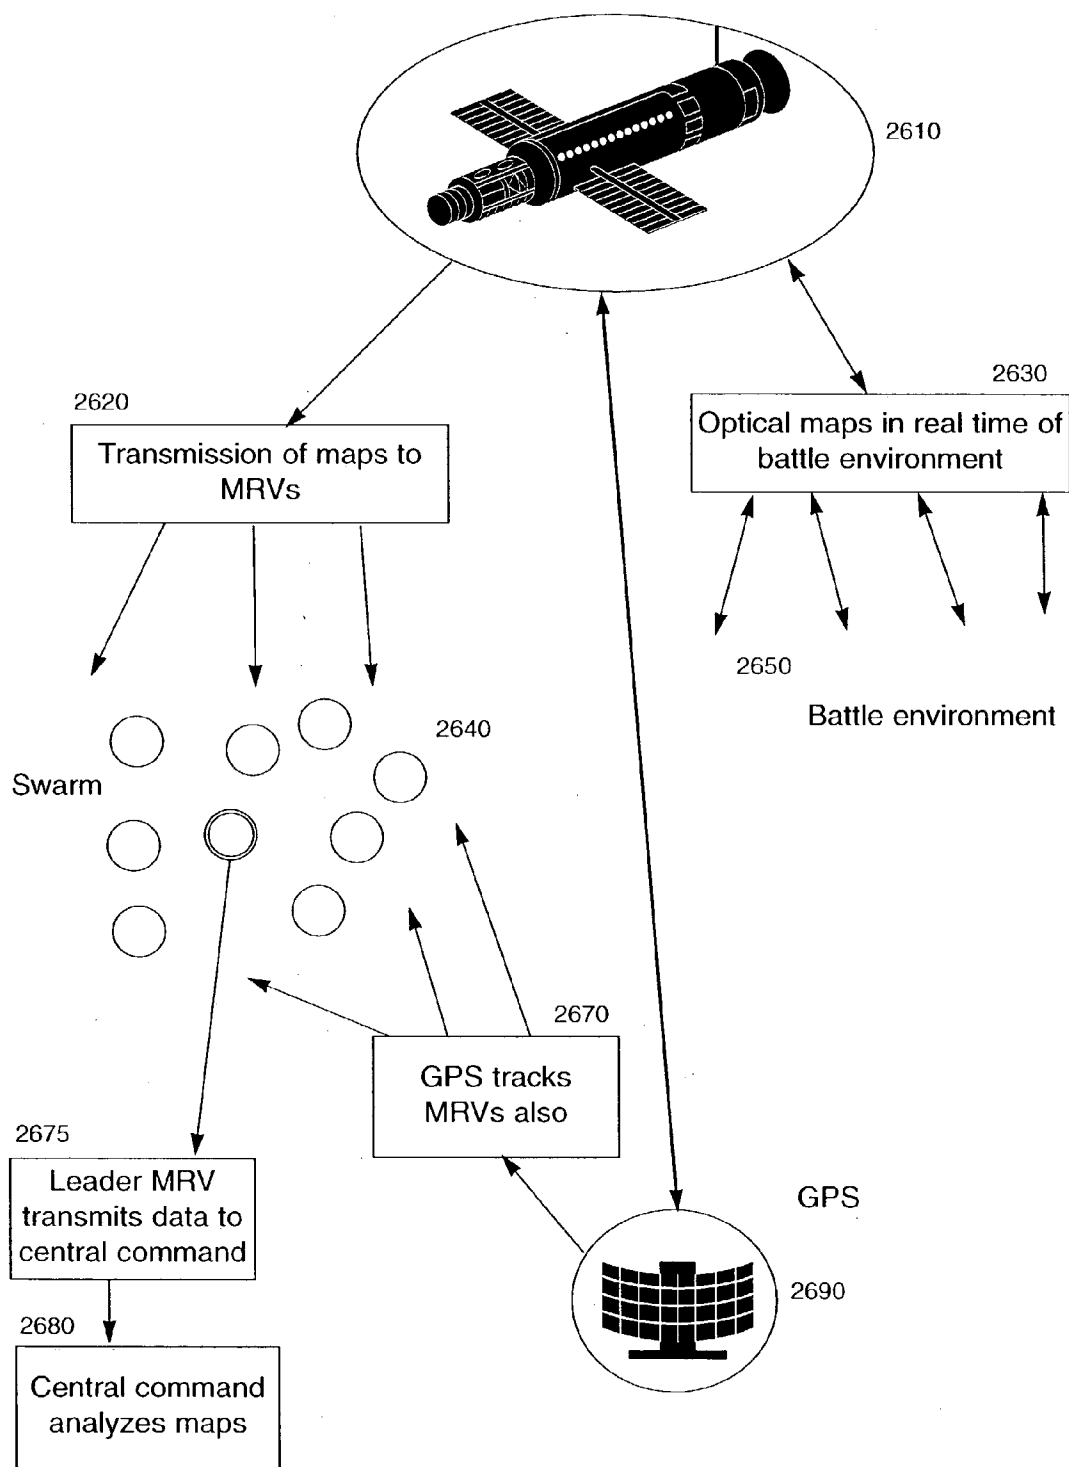 2610
2620
2630
Transmission of maps to
MRVs
Optical maps in real time of
battle environment
2650
Battle environment
2640
Swarm
2670
GPS tracks
MRVs also
2675
Leader MRV
transmits data to
central command
GPS
2690
2680
Central command
analyzes maps